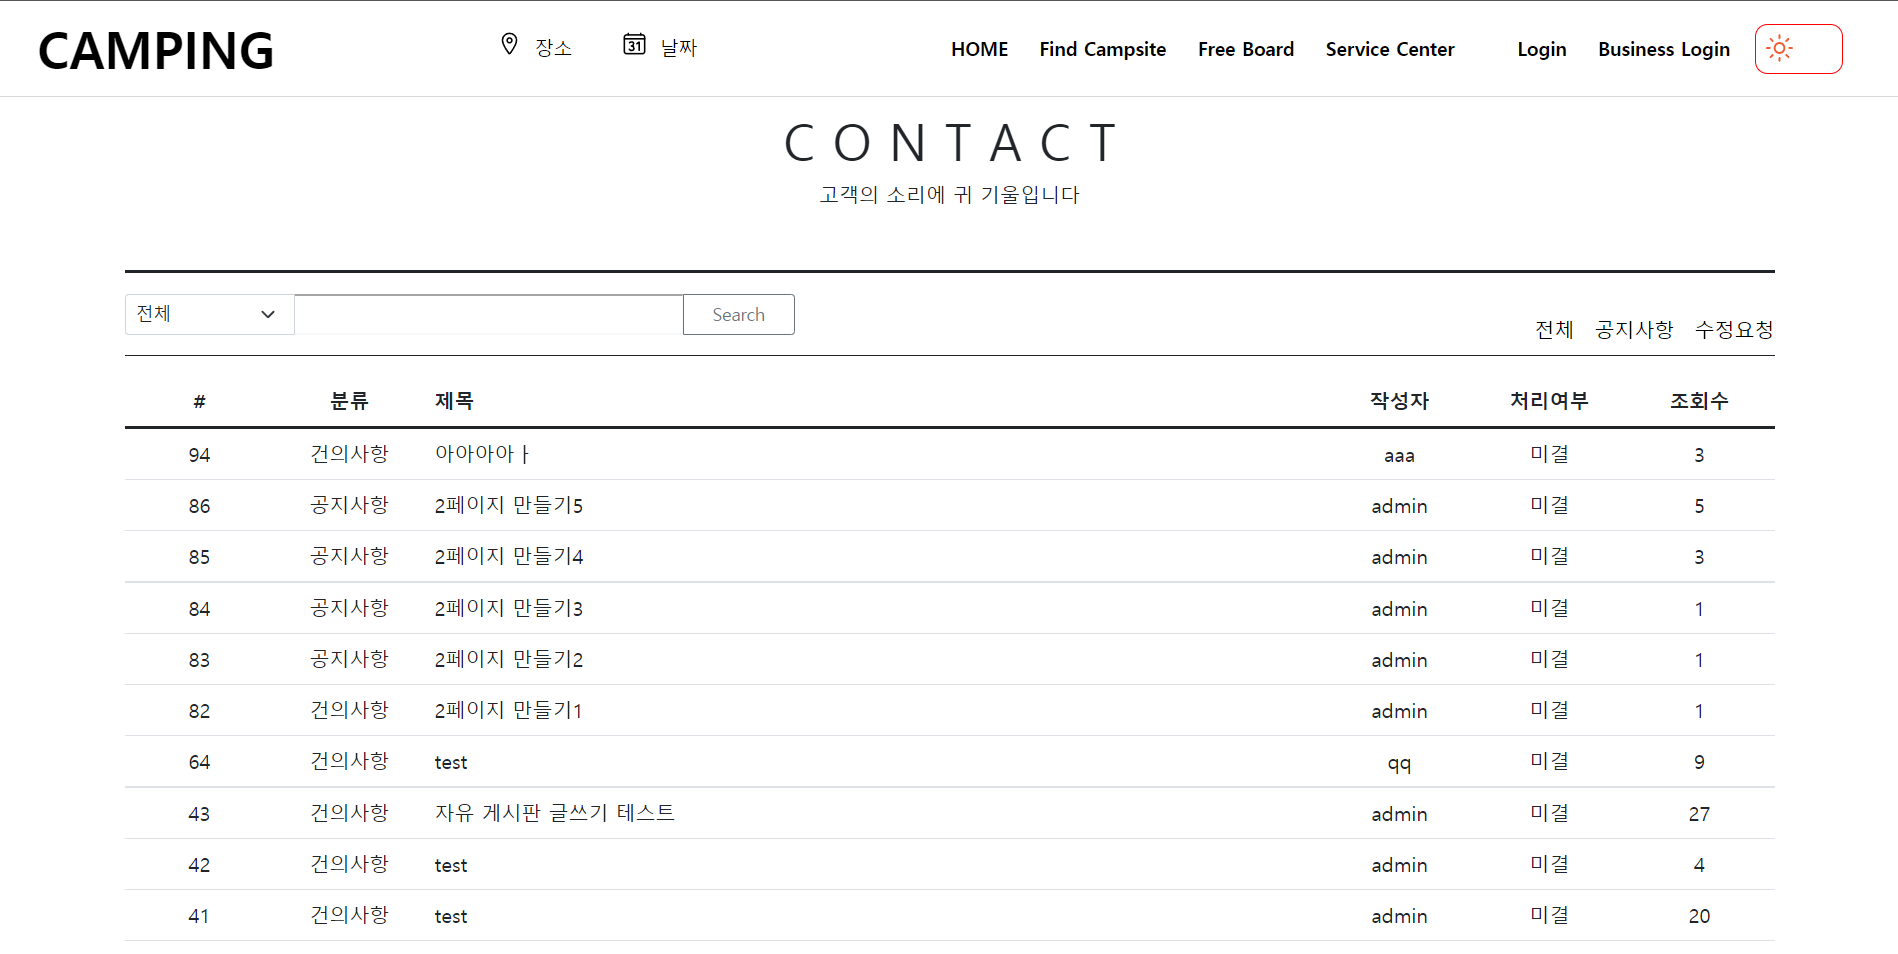 CAMPING 장소 31 날짜 HOME Find Campsite Free Board Service Center Login Business Login
CONTACT
고객의 소리에 귀 기울입니다
전체 Search
전체 공지사항 수정요청
# 분류 제목 작성자 처리여부 조회수
94 건의사항 아아아아ㅏ aaa 미결 3
86 공지사항 2페이지 만들기5 admin 미결 5
85 공지사항 2페이지 만들기4 admin 미결 3
84 공지사항 2페이지 만들기3 admin 미결 1
83 공지사항 2페이지 만들기2 admin 미결 1
82 건의사항 2페이지 만들기1 admin 미결 1
64 건의사항 test qq 미결 9
43 건의사항 자유 게시판 글쓰기 테스트 admin 미결 27
42 건의사항 test admin 미결 4
41 건의사항 test admin 미결 20